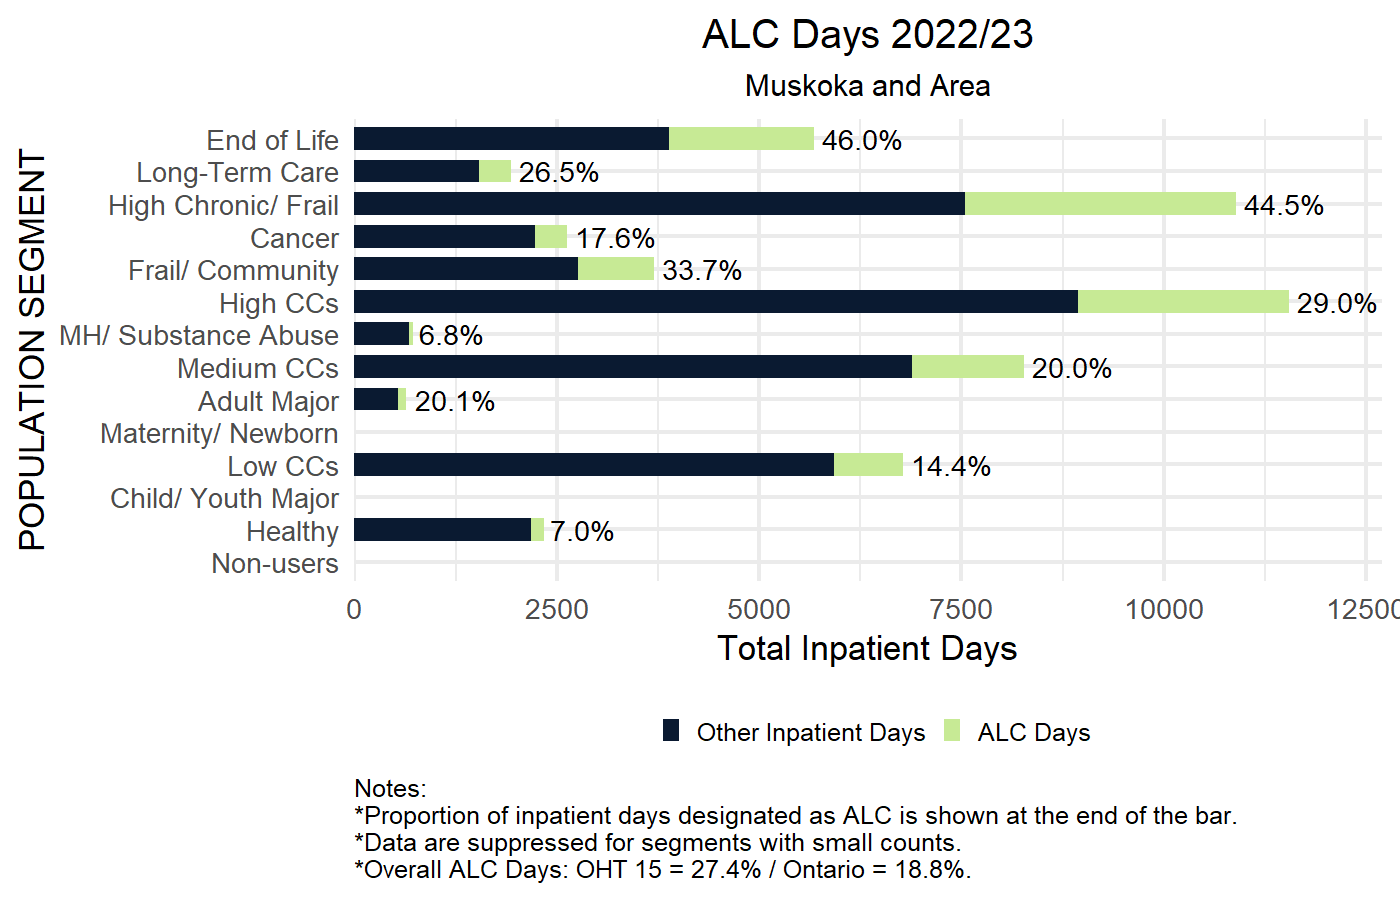 ALC Days 2022/23
Muskoka and Area
POPULATION SEGMENT
End of Life 46.0%
Long-Term Care 26.5%
High Chronic/ Frail 44.5%
Cancer 17.6%
Frail/ Community 33.7%
High CCs 29.0%
MH/ Substance Abuse 6.8%
Medium CCs 20.0%
Adult Major 20.1%
Maternity/ Newborn
Low CCs 14.4%
Child/ Youth Major
Healthy 7.0%
Non-users
0 2500 5000 7500 10000 12500
Total Inpatient Days
Other Inpatient Days ALC Days
Notes:
*Proportion of inpatient days designated as ALC is shown at the end of the bar.
*Data are suppressed for segments with small counts.
*Overall ALC Days: OHT 15 = 27.4% / Ontario = 18.8%.